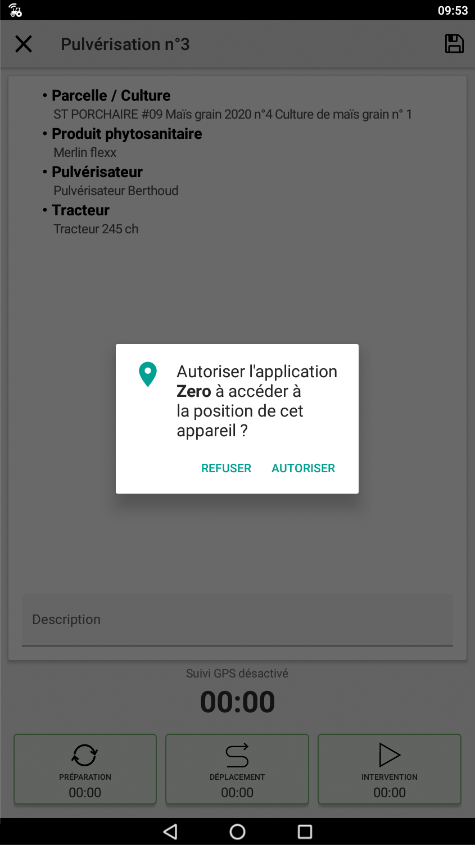 09:53
Pulvérisation n°3
• Parcelle / Culture
ST PORCHAIRE #09 Maïs grain 2020 n°4 Culture de maïs grain n° 1
• Produit phytosanitaire
Merlin flexx
• Pulvérisateur
Pulvérisateur Berthoud
• Tracteur
Tracteur 245 ch
Autoriser l'application
Zero à accéder à
la position de cet
appareil ?
REFUSER AUTORISER
Description
Suivi GPS désactivé
00:00
PRÉPARATION DÉPLACEMENT INTERVENTION
00:00 00:00 00:00